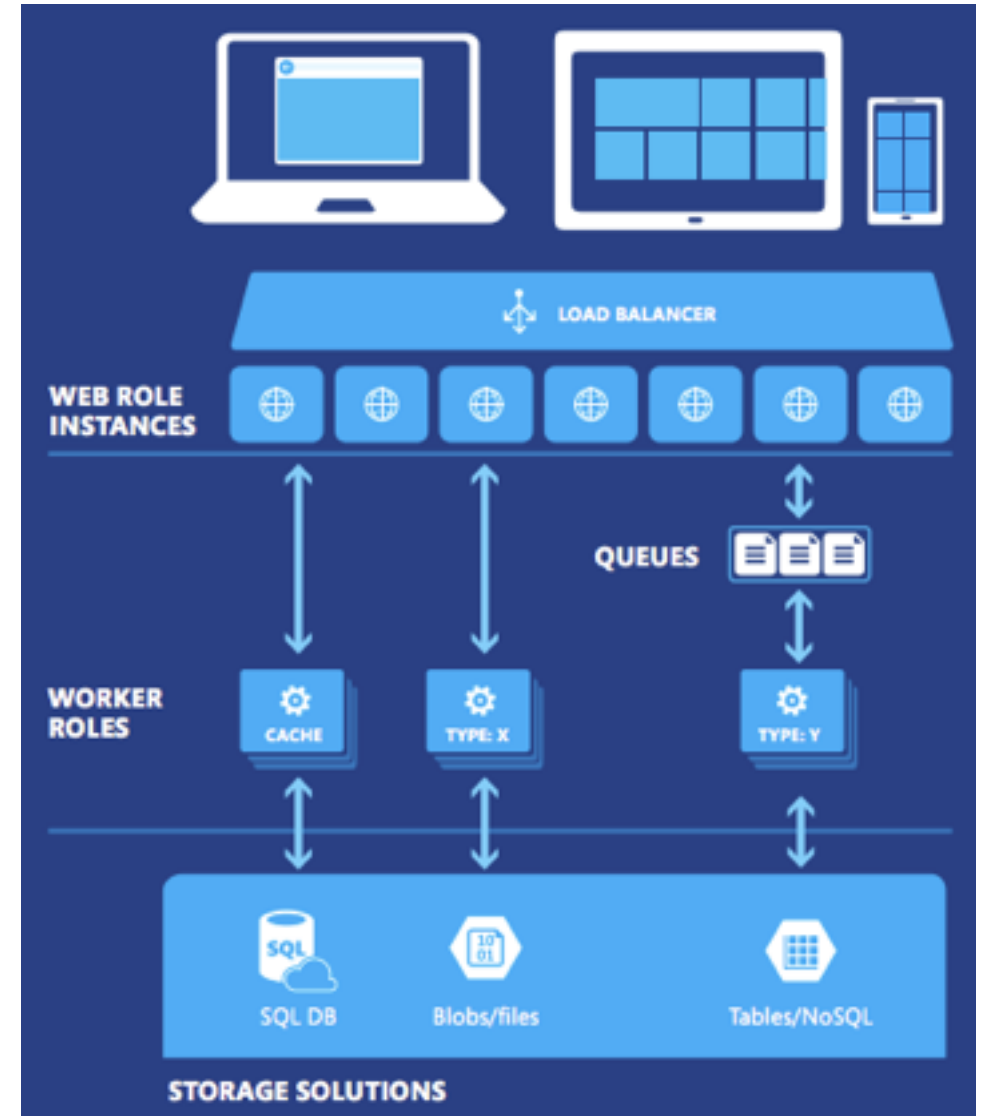 LOAD BALANCER
WEB ROLE
INSTANCES
QUEUES
WORKER
ROLES
CACHE
TYPE: X
TYPE: Y
SQL
10
01
SQL DB
Blobs/files
Tables/NoSQL
STORAGE SOLUTIONS